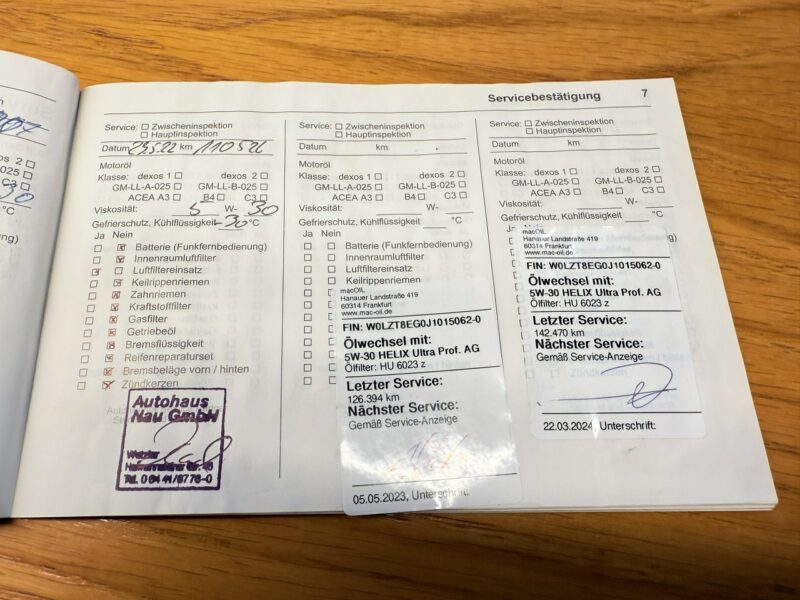 Servicebestätigung 7
Service: Zwischeninspektion
Hauptinspektion
Datum 23.5.22 km 110526
Motoröl
Klasse: dexos 1 dexos 2
GM-LL-A-025 GM-LL-B-025
ACEA A3 B4 C3
Viskosität: 5 W- 30
Gefrierschutz, Kühlflüssigkeit -30 °C
Ja Nein
Batterie (Funkfernbedienung)
Innenraumluftfilter
Luftfiltereinsatz
Keilrippenriemen
Zahnriemen
Kraftstofffilter
Gasfilter
Getriebeöl
Bremsflüssigkeit
Reifenreparaturset
Bremsbeläge vorn / hinten
Zündkerzen
Autohaus
Nau GmbH
Wetzlar
Tel. 0 64 41/9776-0
Service: Zwischeninspektion
Hauptinspektion
Datum km
Motoröl
Klasse: dexos 1 dexos 2
GM-LL-A-025 GM-LL-B-025
ACEA A3 B4 C3
Viskosität: W-
Gefrierschutz, Kühlflüssigkeit °C
Ja Nein
Batterie (Funkfernbedienung)
Innenraumluftfilter
Luftfiltereinsatz
Keilrippenriemen
macOIL
Hanauer Landstraße 419
60314 Frankfurt
www.mac-oil.de
FIN: W0LZT8EG0J1015062-0
Ölwechsel mit:
5W-30 HELIX Ultra Prof. AG
Ölfilter: HU 6023 z
Letzter Service:
126.394 km
Nächster Service:
Gemäß Service-Anzeige
05.05.2023, Unterschrift:
Service: Zwischeninspektion
Hauptinspektion
Datum km
Motoröl
Klasse: dexos 1 dexos 2
GM-LL-A-025 GM-LL-B-025
ACEA A3 B4 C3
Viskosität: W-
Gefrierschutz, Kühlflüssigkeit °C
macOIL
Hanauer Landstraße 419
60314 Frankfurt
www.mac-oil.de
FIN: W0LZT8EG0J1015062-0
Ölwechsel mit:
5W-30 HELIX Ultra Prof. AG
Ölfilter: HU 6023 z
Letzter Service:
142.470 km
Nächster Service:
Gemäß Service-Anzeige
22.03.2024, Unterschrift: